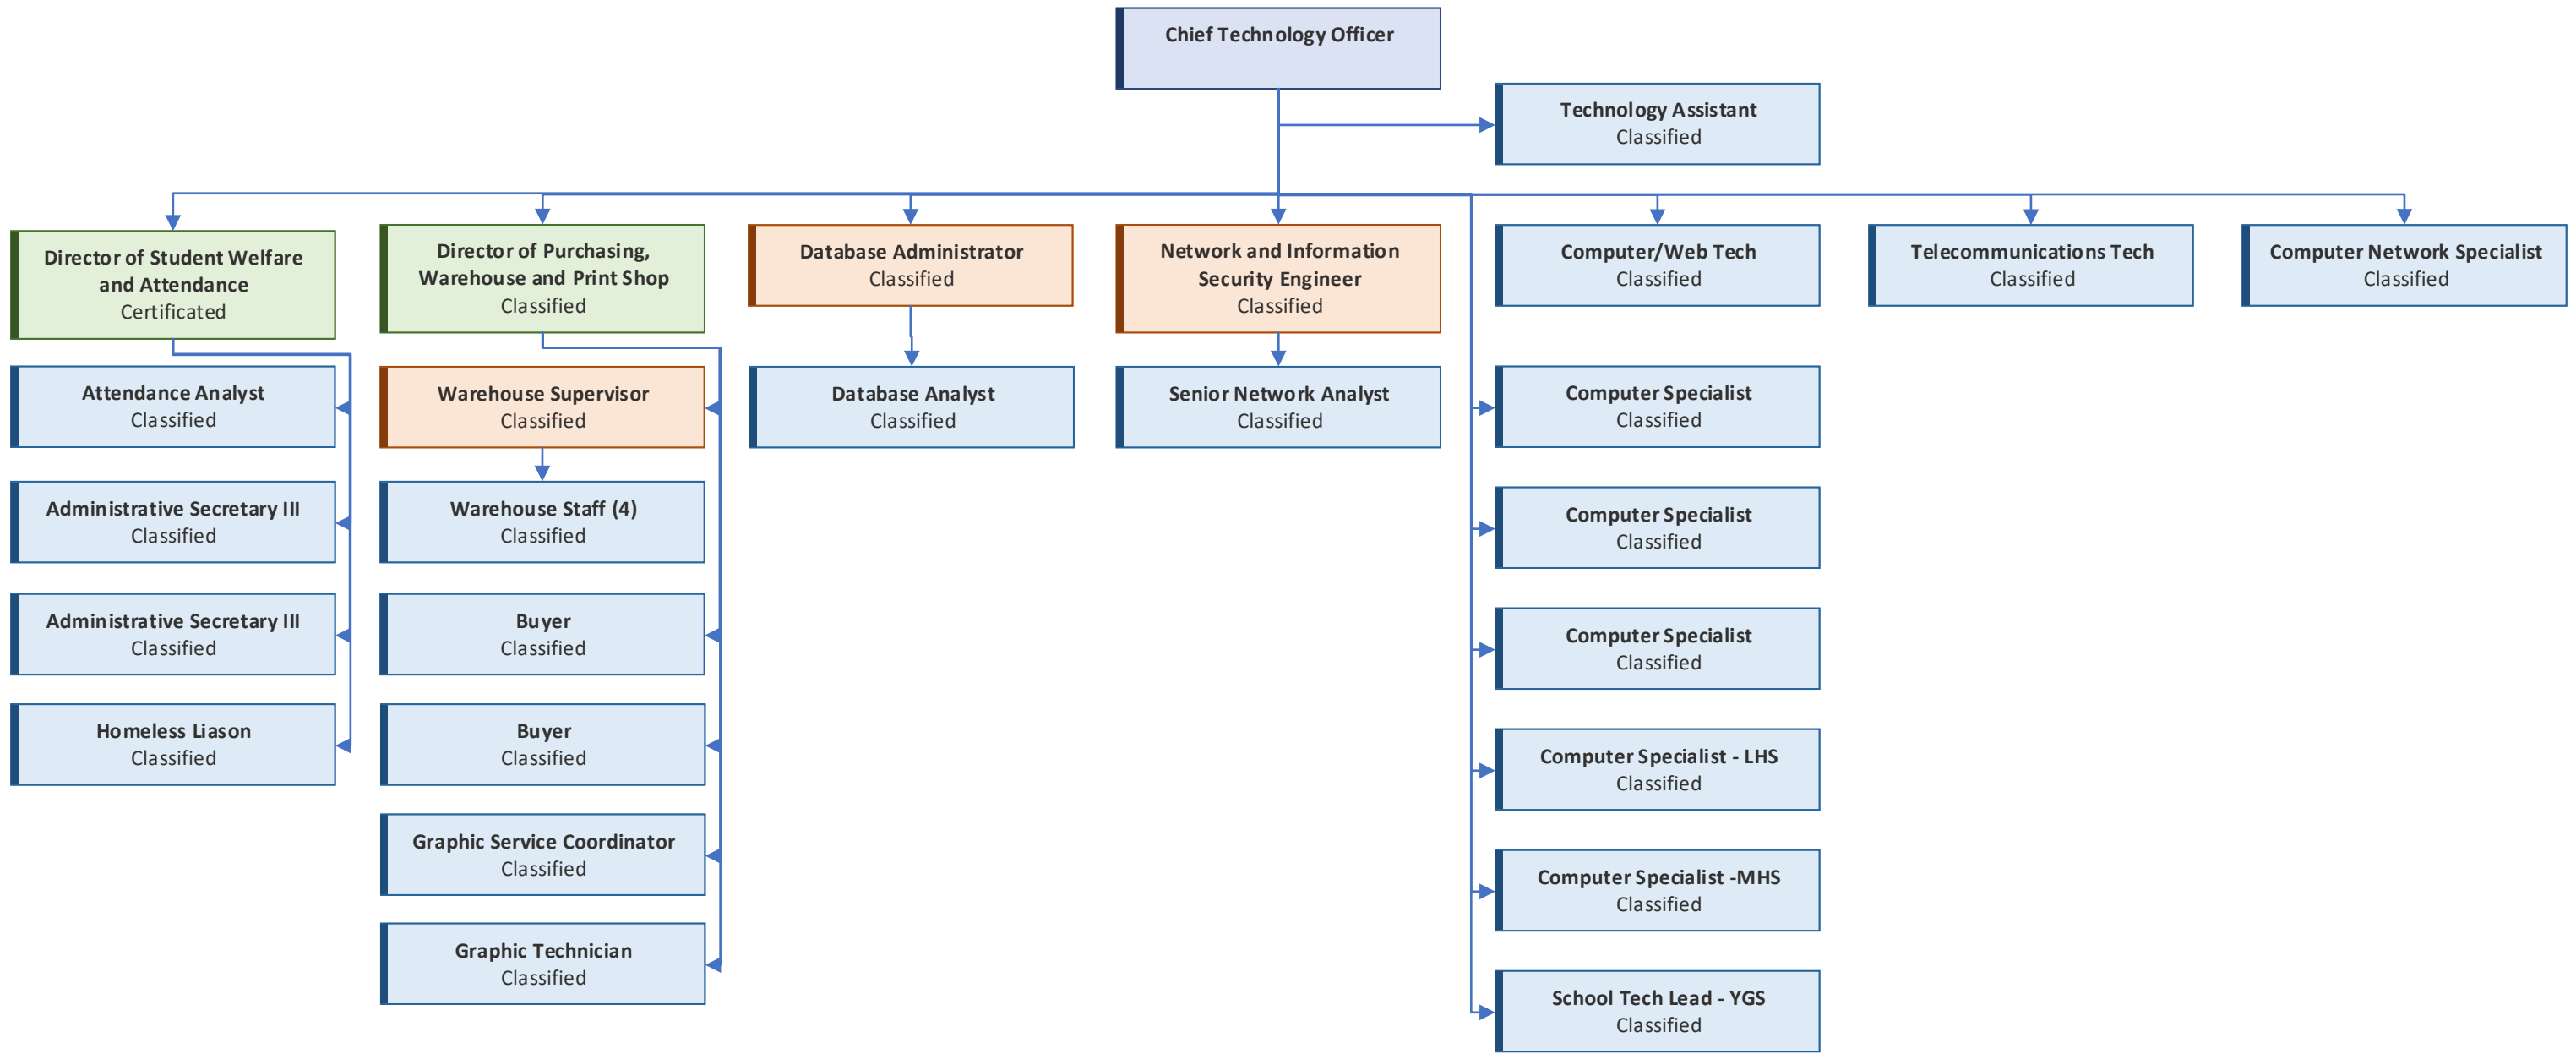 Chief Technology Officer
Technology Assistant
Classified
Director of Student Welfare
and Attendance
Certificated
Director of Purchasing,
Warehouse and Print Shop
Classified
Database Administrator
Classified
Network and Information
Security Engineer
Classified
Computer/Web Tech
Classified
Telecommunications Tech
Classified
Computer Network Specialist
Classified
Attendance Analyst
Classified
Administrative Secretary III
Classified
Administrative Secretary III
Classified
Homeless Liason
Classified
Warehouse Supervisor
Classified
Warehouse Staff (4)
Classified
Buyer
Classified
Buyer
Classified
Graphic Service Coordinator
Classified
Graphic Technician
Classified
Database Analyst
Classified
Senior Network Analyst
Classified
Computer Specialist
Classified
Computer Specialist
Classified
Computer Specialist
Classified
Computer Specialist - LHS
Classified
Computer Specialist -MHS
Classified
School Tech Lead - YGS
Classified